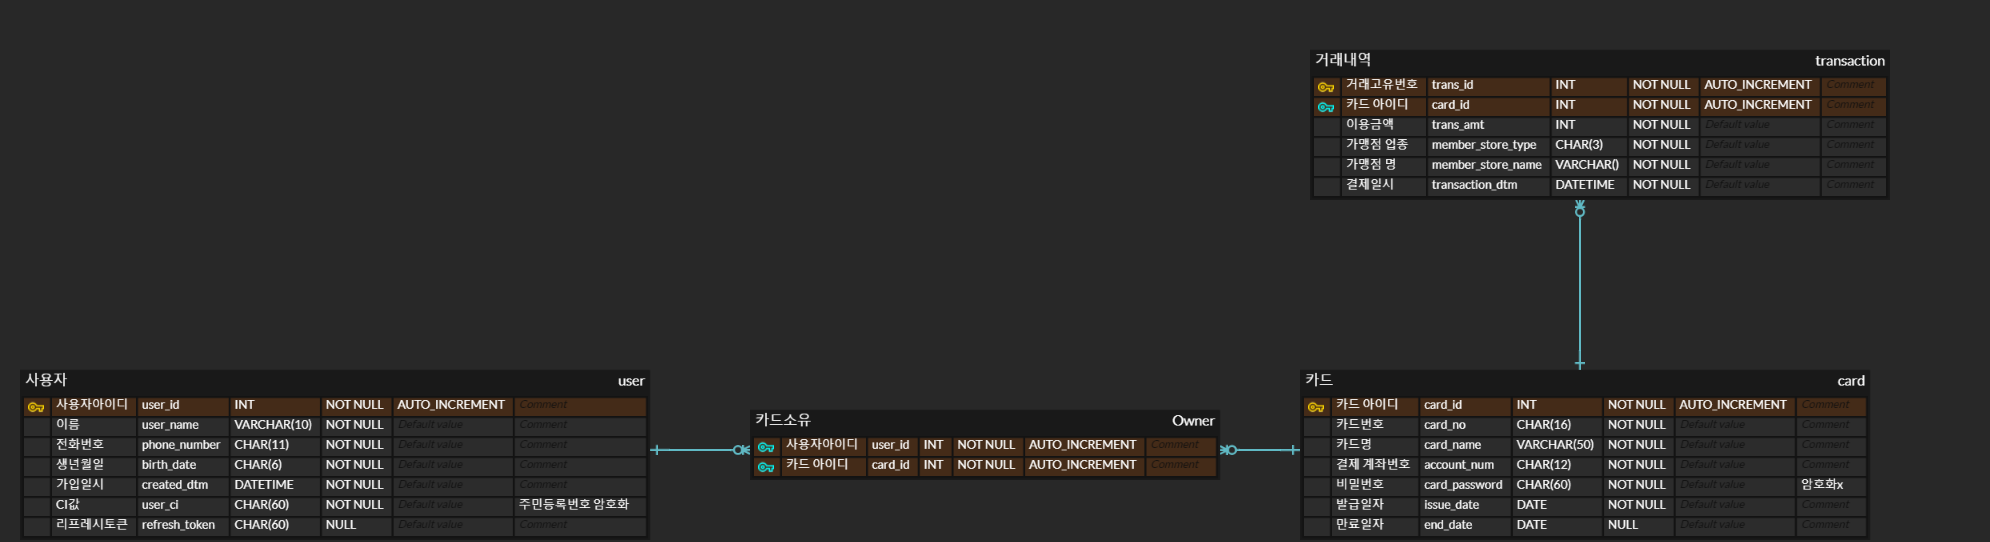 거래내역 transaction
거래고유번호 trans_id INT NOT NULL AUTO_INCREMENT Comment
카드 아이디 card_id INT NOT NULL AUTO_INCREMENT Comment
이용금액 trans_amt INT NOT NULL Default value Comment
가맹점 업종 member_store_type CHAR(3) NOT NULL Default value Comment
가맹점 명 member_store_name VARCHAR() NOT NULL Default value Comment
결제일시 transaction_dtm DATETIME NOT NULL Default value Comment
사용자 user
사용자아이디 user_id INT NOT NULL AUTO_INCREMENT Comment
이름 user_name VARCHAR(10) NOT NULL Default value Comment
전화번호 phone_number CHAR(11) NOT NULL Default value Comment
생년월일 birth_date CHAR(6) NOT NULL Default value Comment
가입일시 created_dtm DATETIME NOT NULL Default value Comment
CI값 user_ci CHAR(60) NOT NULL Default value 주민등록번호 암호화
리프레시토큰 refresh_token CHAR(60) NULL Default value Comment
카드소유 Owner
사용자아이디 user_id INT NOT NULL AUTO_INCREMENT Comment
카드 아이디 card_id INT NOT NULL AUTO_INCREMENT Comment
카드 card
카드 아이디 card_id INT NOT NULL AUTO_INCREMENT Comment
카드번호 card_no CHAR(16) NOT NULL Default value Comment
카드명 card_name VARCHAR(50) NOT NULL Default value Comment
결제 계좌번호 account_num CHAR(12) NOT NULL Default value Comment
비밀번호 card_password CHAR(60) NOT NULL Default value 암호화x
발급일자 issue_date DATE NOT NULL Default value Comment
만료일자 end_date DATE NULL Default value Comment